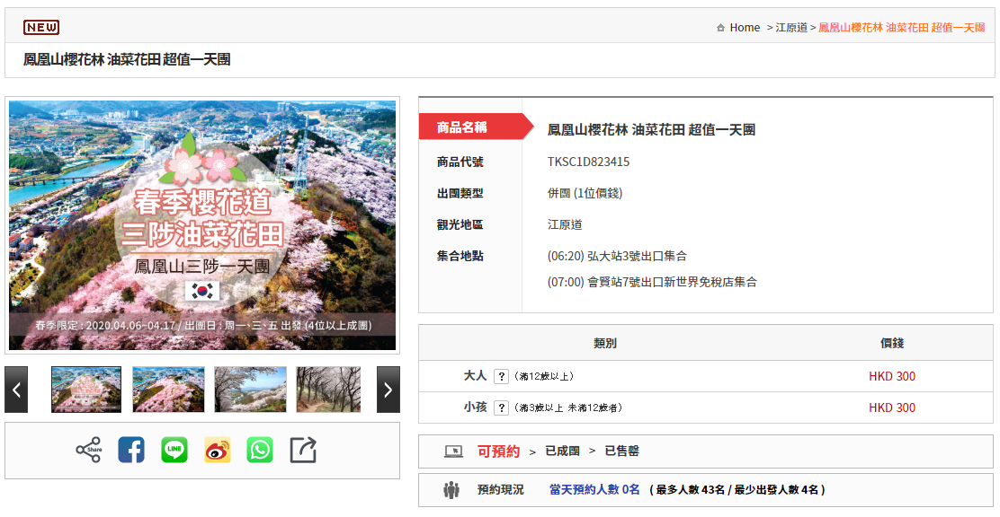 NEW
Home > 江原道 > 鳳凰山櫻花林 油菜花田 超值一天團
鳳凰山櫻花林 油菜花田 超值一天團
春季櫻花道
三陟油菜花田
鳳凰山三陟一天團
春季限定 : 2020.04.06~04.17 / 出團日 : 周一、三、五 出發 (4位以上成團)
Share
LINE
商品名稱 鳳凰山櫻花林 油菜花田 超值一天團
商品代號 TKSC1D823415
出團類型 併團 (1位價錢)
觀光地區 江原道
集合地點 (06:20) 弘大站3號出口集合
(07:00) 會賢站7號出口新世界免稅店集合
類別 價錢
大人 ? (滿12歲以上) HKD 300
小孩 ? (滿3歲以上 未滿12歲者) HKD 300
可預約 > 已成團 > 已售罄
預約現況 當天預約人數 0名 ( 最多人數 43名 / 最少出發人數 4名 )